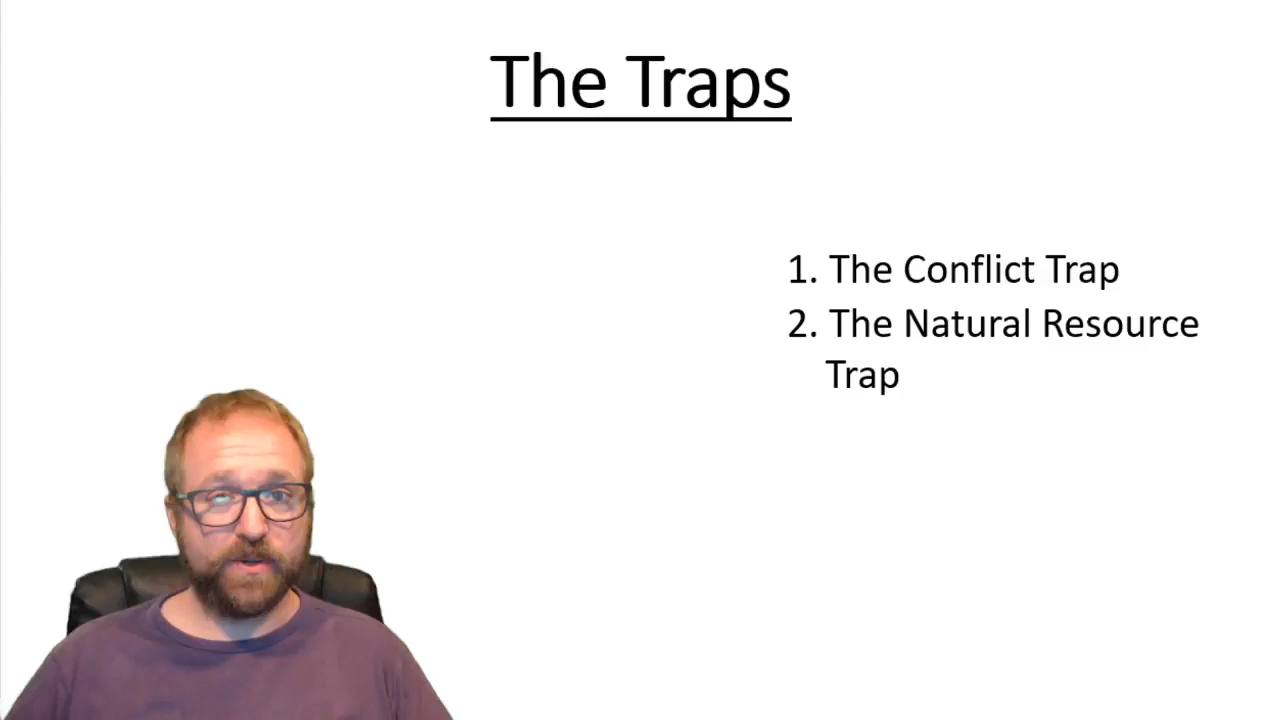 The Traps
1. The Conflict Trap
2. The Natural Resource
Trap